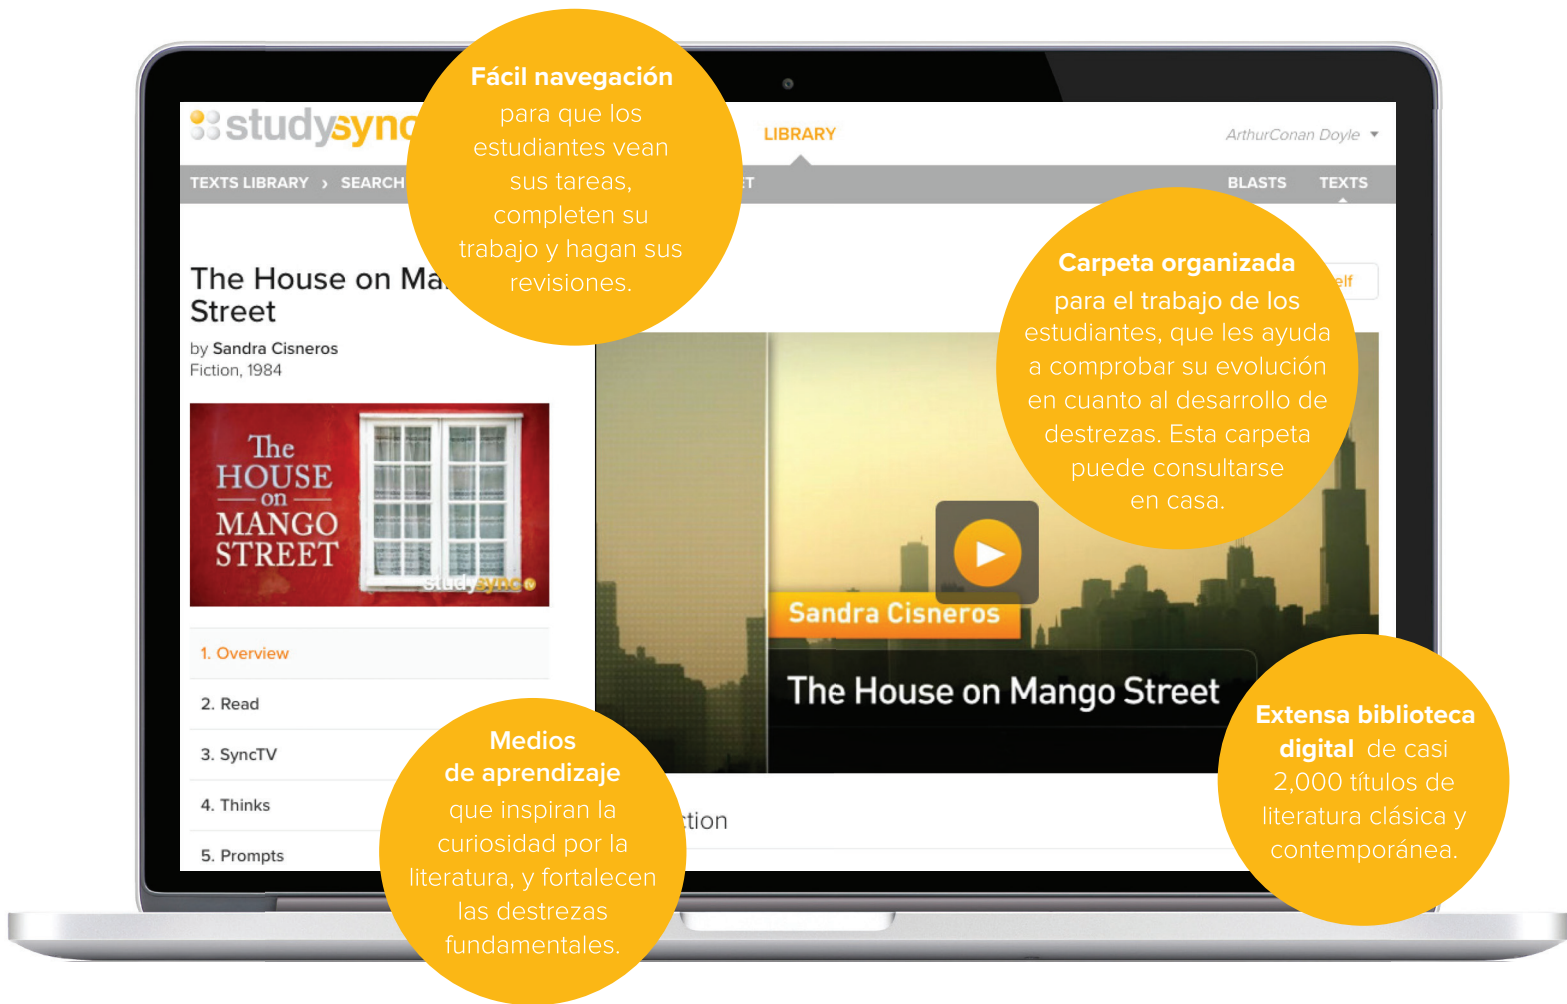 Fácil navegación
para que los
estudiantes vean
sus tareas,
completen su
trabajo y hagan sus
revisiones.
studysync
LIBRARY
ArthurConan Doyle
TEXTS LIBRARY › SEARCH
BLASTS TEXTS
Carpeta organizada
para el trabajo de los
estudiantes, que les ayuda
a comprobar su evolución
en cuanto al desarrollo de
destrezas. Esta carpeta
puede consultarse
en casa.
The House on
Street
by Sandra Cisneros
Fiction, 1984
The
HOUSE
on
MANGO
STREET
studysync tv
Sandra Cisneros
The House on Mango Street
1. Overview
2. Read
3. SyncTV
4. Thinks
5. Prompts
Medios
de aprendizaje
que inspiran la
curiosidad por la
literatura, y fortalecen
las destrezas
fundamentales.
Extensa biblioteca
digital de casi
2,000 títulos de
literatura clásica y
contemporánea.